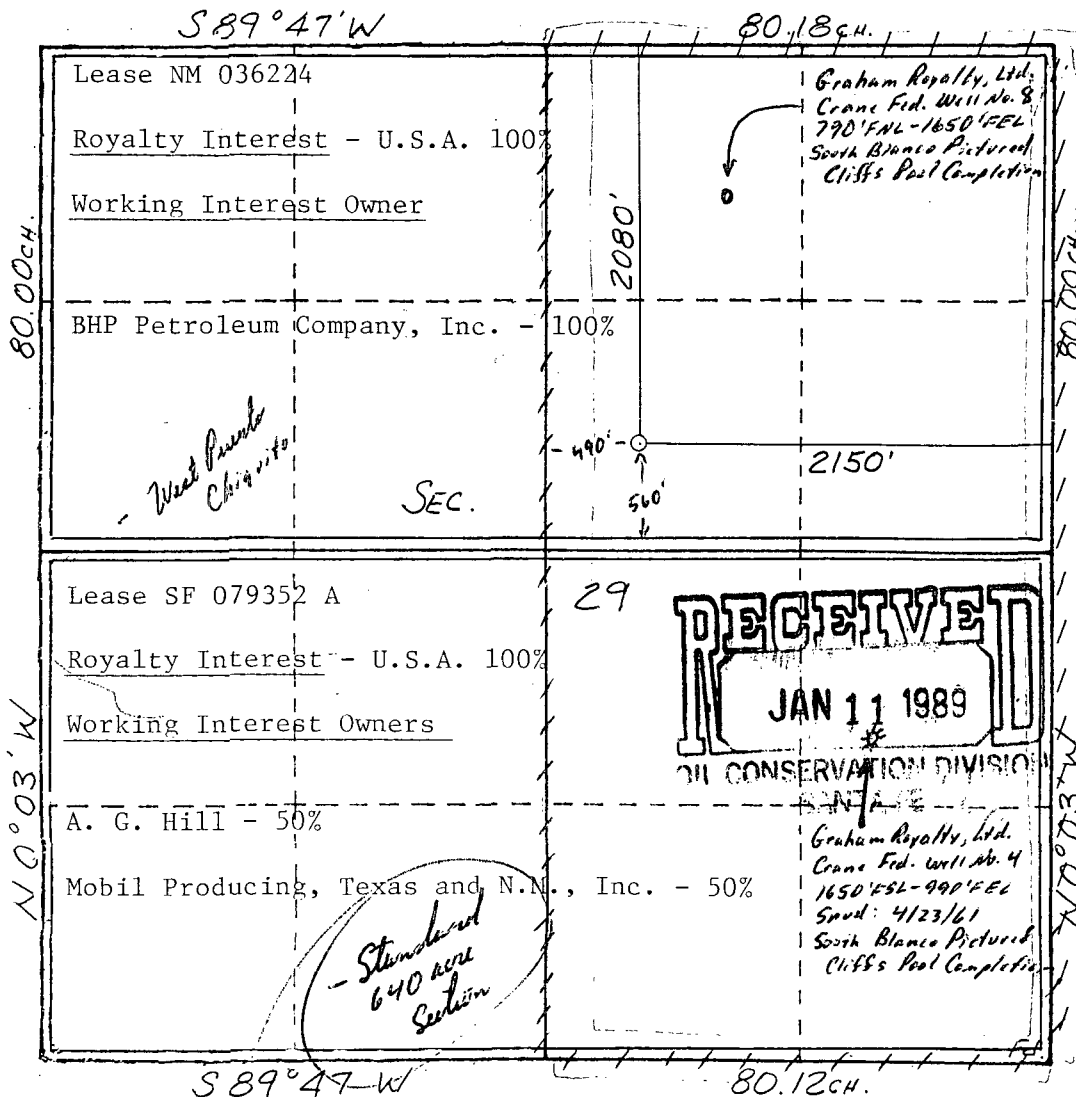 S 89° 47' W
80.18 CH.
Lease NM 036224
Royalty Interest - U.S.A. 100%
Working Interest Owner
BHP Petroleum Company, Inc. - 100%
80.00 CH.
Graham Royalty, Ltd.
Crane Fed. Well No. 8
790' FNL - 1650' FEL
South Blanco Pictured
Cliffs Pool Completion
2080'
80.00 CH.
- West Puerto
Chiquito
SEC.
- 490' -
2150'
560'
Lease SF 079352 A
29
Royalty Interest - U.S.A. 100%
Working Interest Owners
A. G. Hill - 50%
Mobil Producing, Texas and N.M., Inc. - 50%
RECEIVED
JAN 11 1989
OIL CONSERVATION DIVISION
SANTA FE
Graham Royalty, Ltd.
Crane Fed. Well No. 4
1650' FSL - 990' FEL
Spud: 4/23/61
South Blanco Pictured
Cliffs Pool Completion
- Standard
640 acre
Section
N 0° 03' W
N 0° 03' W
S 89° 47 W
80.12 CH.